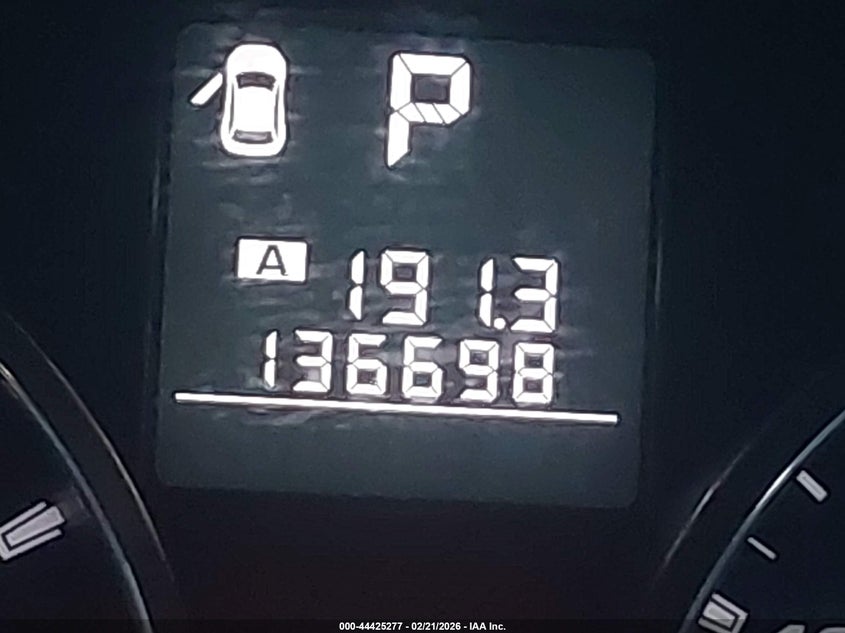 P
A 191.3
136698
000-44425277 - 02/21/2026 - IAA Inc.